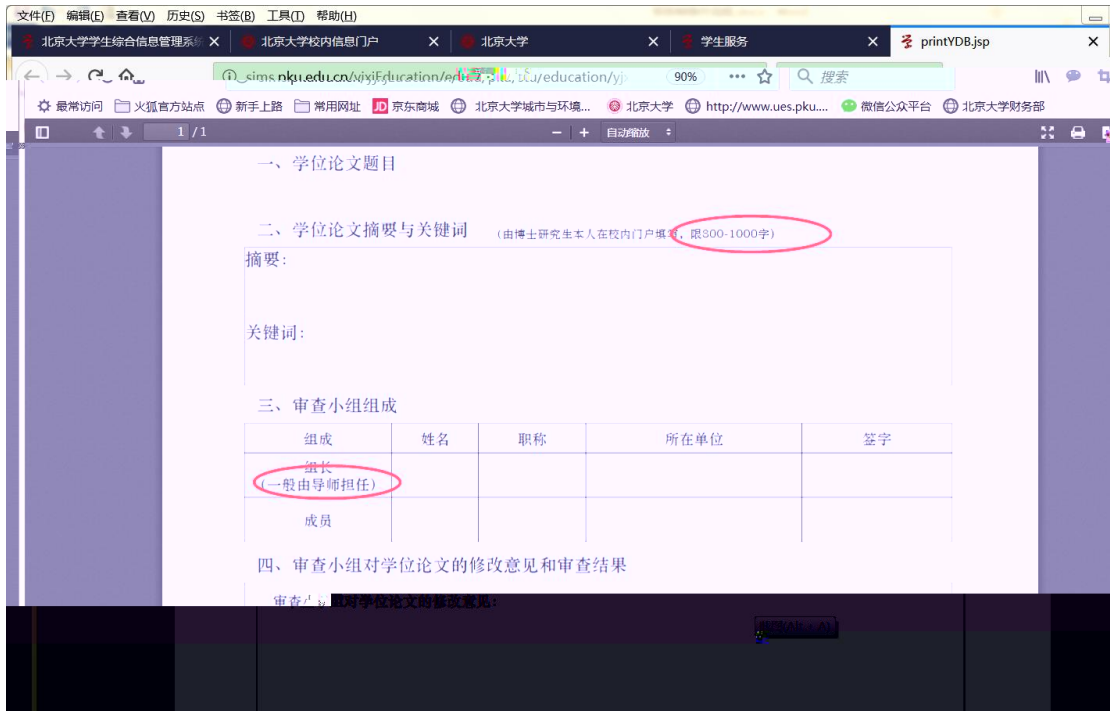 文件(F) 编辑(E) 查看(V) 历史(S) 书签(B) 工具(T) 帮助(H)
北京大学学生综合信息管理系统 北京大学校内信息门户 北京大学 学生服务 printYDB.jsp
sims.pku.edu.cn/ 90% 搜索
最常访问 火狐官方站点 新手上路 常用网址 JD 京东商城 北京大学城市与环境... 北京大学 http://www.ues.pku.... 微信公众平台 北京大学财务部
1 / 1 自动缩放
一、学位论文题目
二、学位论文摘要与关键词 (由博士研究生本人在校内门户填写，限800-1000字)
摘要：
关键词：
三、审查小组组成
组成 姓名 职称 所在单位 签字
组长
(一般由导师担任)
成员
四、审查小组对学位论文的修改意见和审查结果
审查小组对学位论文的修改意见：